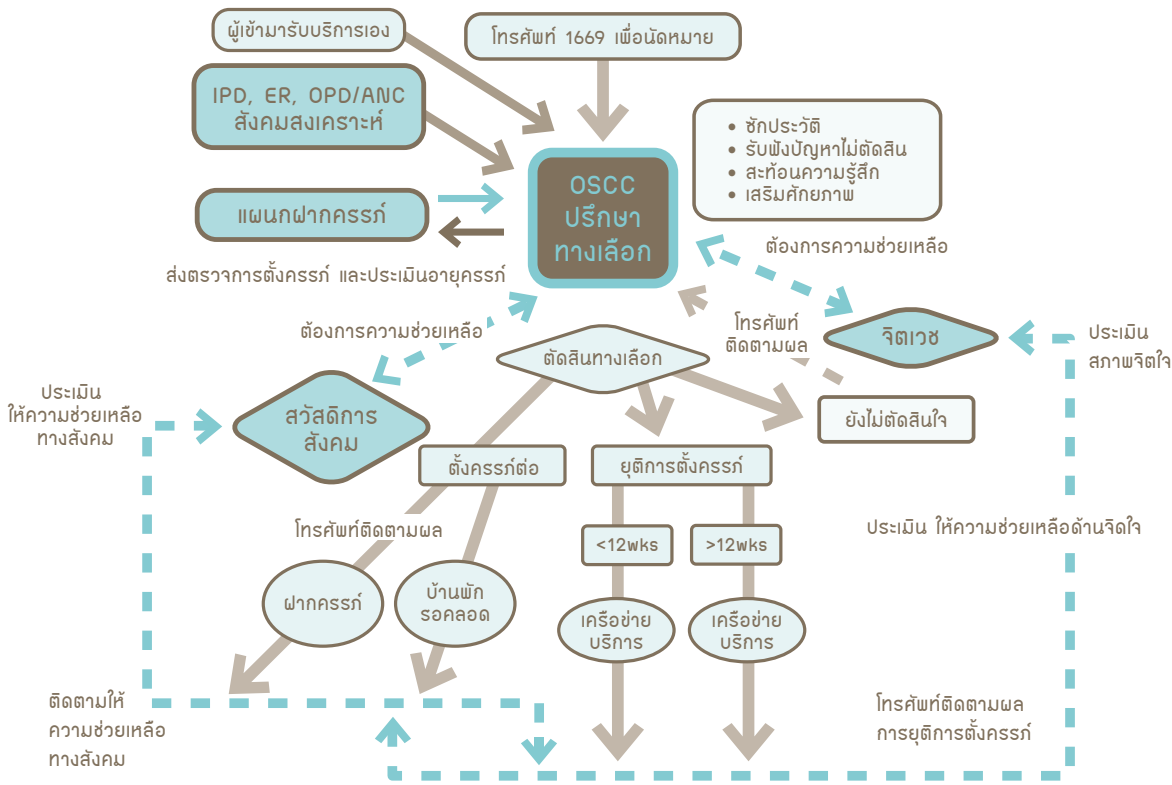 ผู้เข้ามารับบริการเอง
โทรศัพท์ 1669 เพื่อนัดหมาย
IPD, ER, OPD/ANC
สังคมสงเคราะห์
• ซักประวัติ
• รับฟังปัญหาไม่ตัดสิน
• สะท้อนความรู้สึก
• เสริมศักยภาพ
OSCC
ปรึกษา
ทางเลือก
แผนกฝากครรภ์
ส่งตรวจการตั้งครรภ์ และประเมินอายุครรภ์
ต้องการความช่วยเหลือ
ต้องการความช่วยเหลือ
โทรศัพท์
ติดตามผล
จิตเวช
ประเมิน
สภาพจิตใจ
ตัดสินทางเลือก
ประเมิน
ให้ความช่วยเหลือ
ทางสังคม
สวัสดิการ
สังคม
ยังไม่ตัดสินใจ
ตั้งครรภ์ต่อ
ยุติการตั้งครรภ์
โทรศัพท์ติดตามผล
<12wks
>12wks
ประเมิน ให้ความช่วยเหลือด้านจิตใจ
ฝากครรภ์
บ้านพัก
รอคลอด
เครือข่าย
บริการ
เครือข่าย
บริการ
ติดตามให้
ความช่วยเหลือ
ทางสังคม
โทรศัพท์ติดตามผล
การยุติการตั้งครรภ์